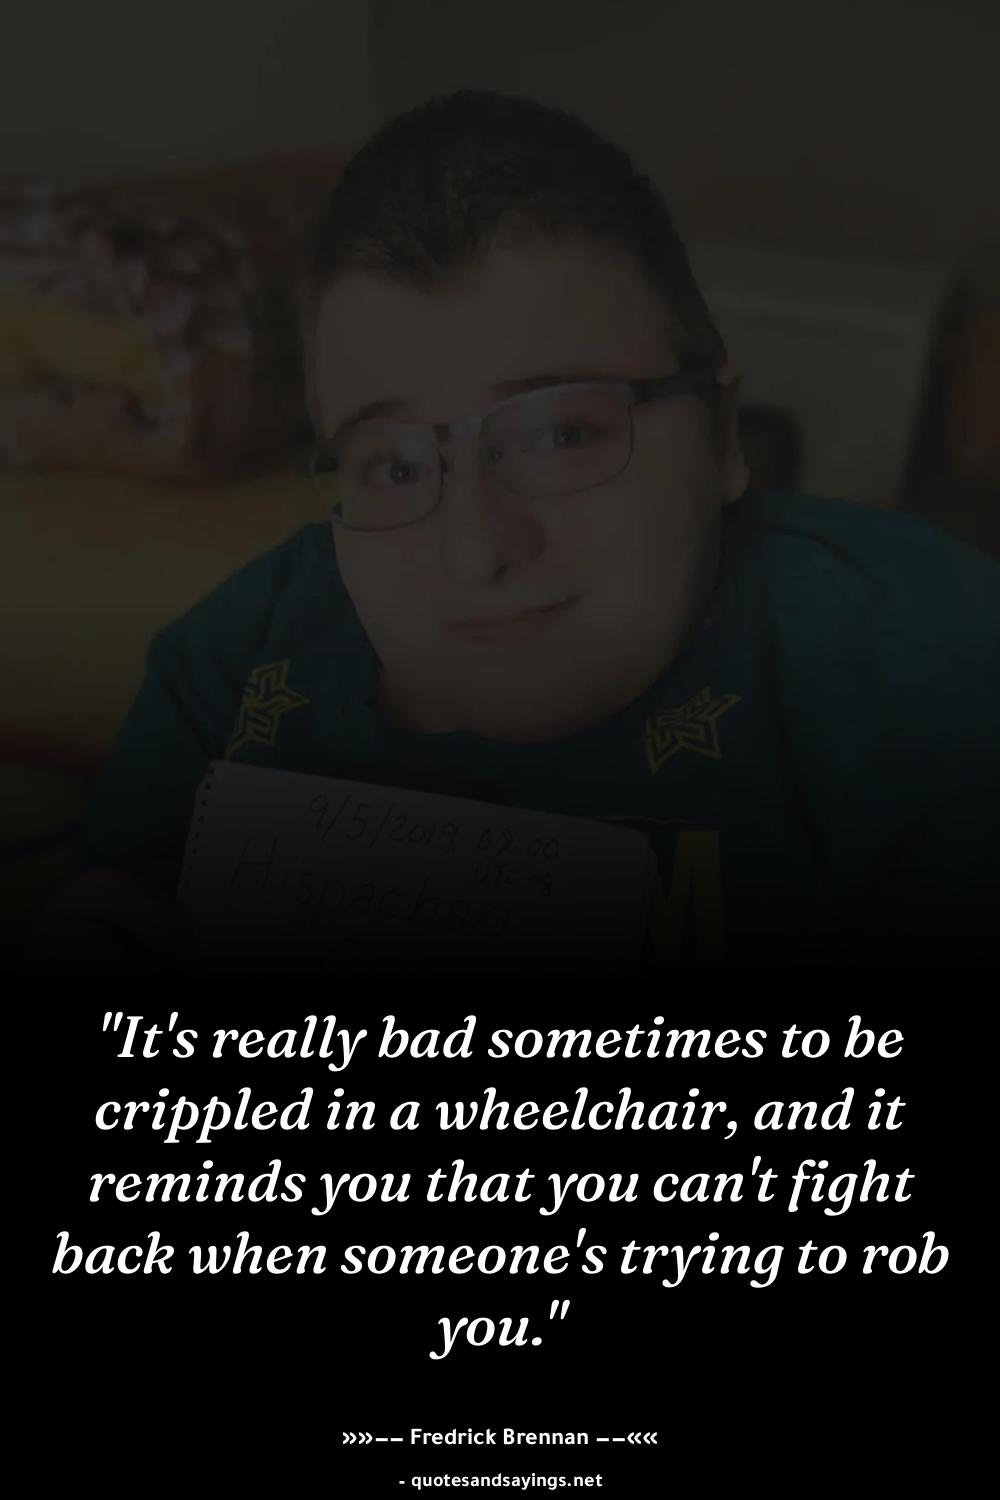 9/5/2019 09:00
UTC+8
Hispachan
M
"It's really bad sometimes to be
crippled in a wheelchair, and it
reminds you that you can't fight
back when someone's trying to rob
you."
»»–– Fredrick Brennan ––««
- quotesandsayings.net